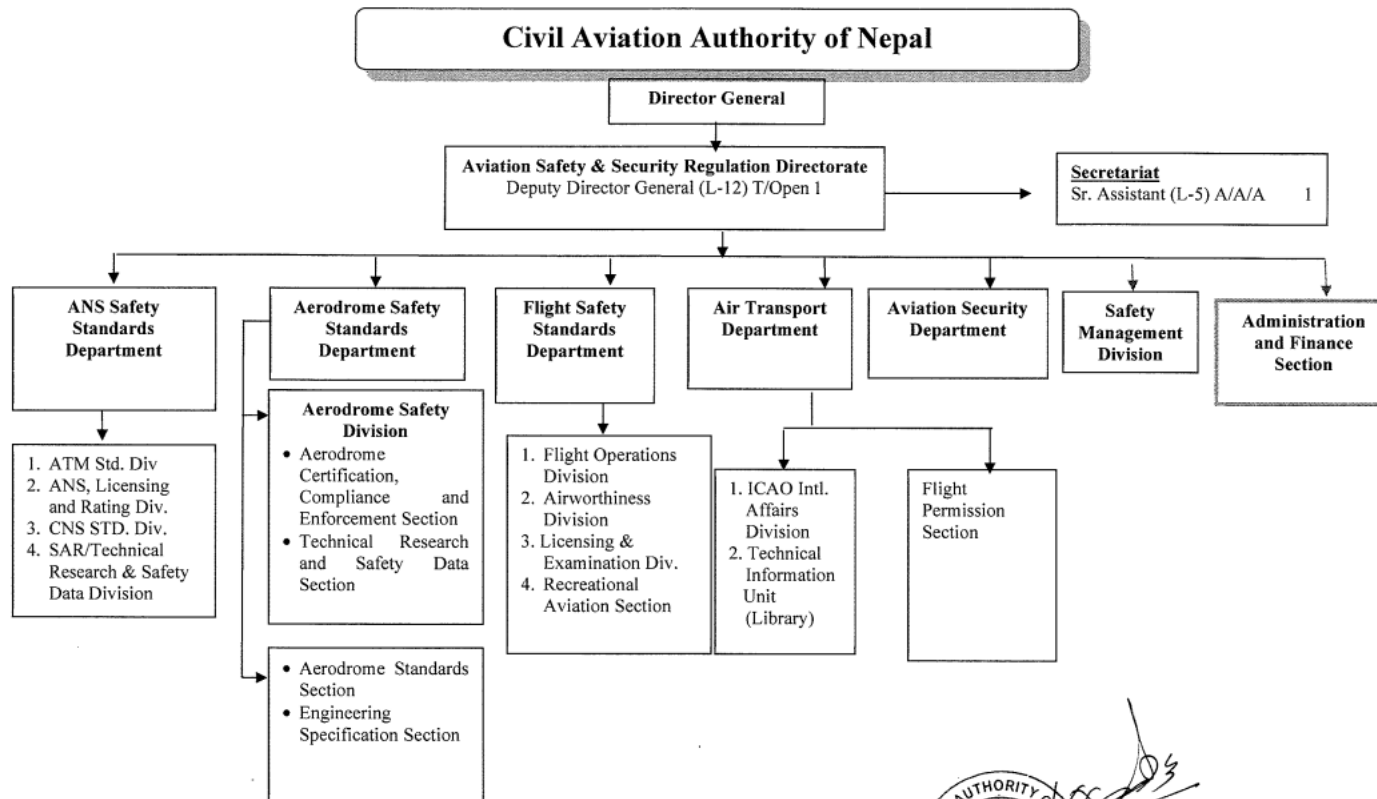 Civil Aviation Authority of Nepal
Director General
Aviation Safety & Security Regulation Directorate
Deputy Director General (L-12) T/Open 1
Secretariat
Sr. Assistant (L-5) A/A/A 1
ANS Safety
Standards
Department
Aerodrome Safety
Standards
Department
Flight Safety
Standards
Department
Air Transport
Department
Aviation Security
Department
Safety
Management
Division
Administration
and Finance
Section
1. ATM Std. Div
2. ANS, Licensing
and Rating Div.
3. CNS STD. Div.
4. SAR/Technical
Research & Safety
Data Division
Aerodrome Safety
Division
• Aerodrome
Certification,
Compliance and
Enforcement Section
• Technical Research
and Safety Data
Section
• Aerodrome Standards
Section
• Engineering
Specification Section
1. Flight Operations
Division
2. Airworthiness
Division
3. Licensing &
Examination Div.
4. Recreational
Aviation Section
1. ICAO Intl.
Affairs
Division
2. Technical
Information
Unit
(Library)
Flight
Permission
Section
AUTHORITY